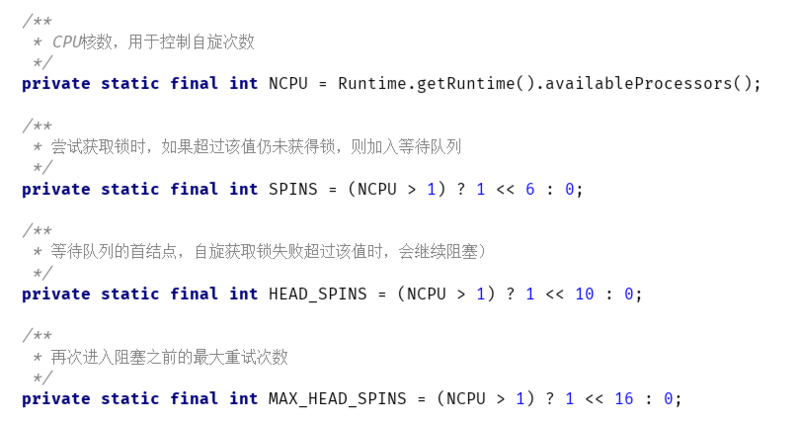 /**
 * CPU核数，用于控制自旋次数
 */
private static final int NCPU = Runtime.getRuntime().availableProcessors();

/**
 * 尝试获取锁时，如果超过该值仍未获得锁，则加入等待队列
 */
private static final int SPINS = (NCPU > 1) ? 1 << 6 : 0;

/**
 * 等待队列的首结点，自旋获取锁失败超过该值时，会继续阻塞）
 */
private static final int HEAD_SPINS = (NCPU > 1) ? 1 << 10 : 0;

/**
 * 再次进入阻塞之前的最大重试次数
 */
private static final int MAX_HEAD_SPINS = (NCPU > 1) ? 1 << 16 : 0;